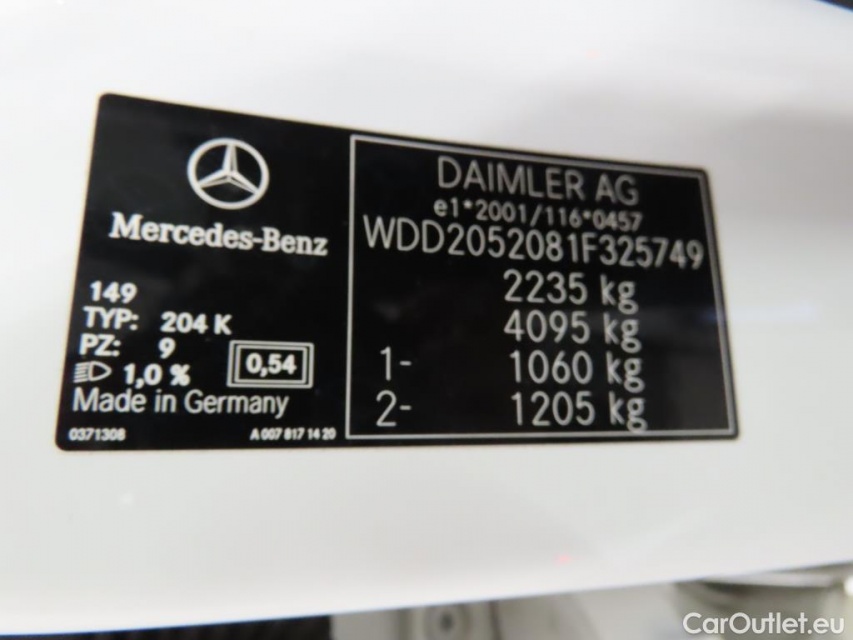 Mercedes-Benz
149
TYP: 204 K
PZ: 9
1,0 %
0,54
Made in Germany
0371308
A 007 817 14 20
DAIMLER AG
e1*2001/116*0457
WDD2052081F325749
2235 kg
4095 kg
1- 1060 kg
2- 1205 kg
CarOutlet.eu